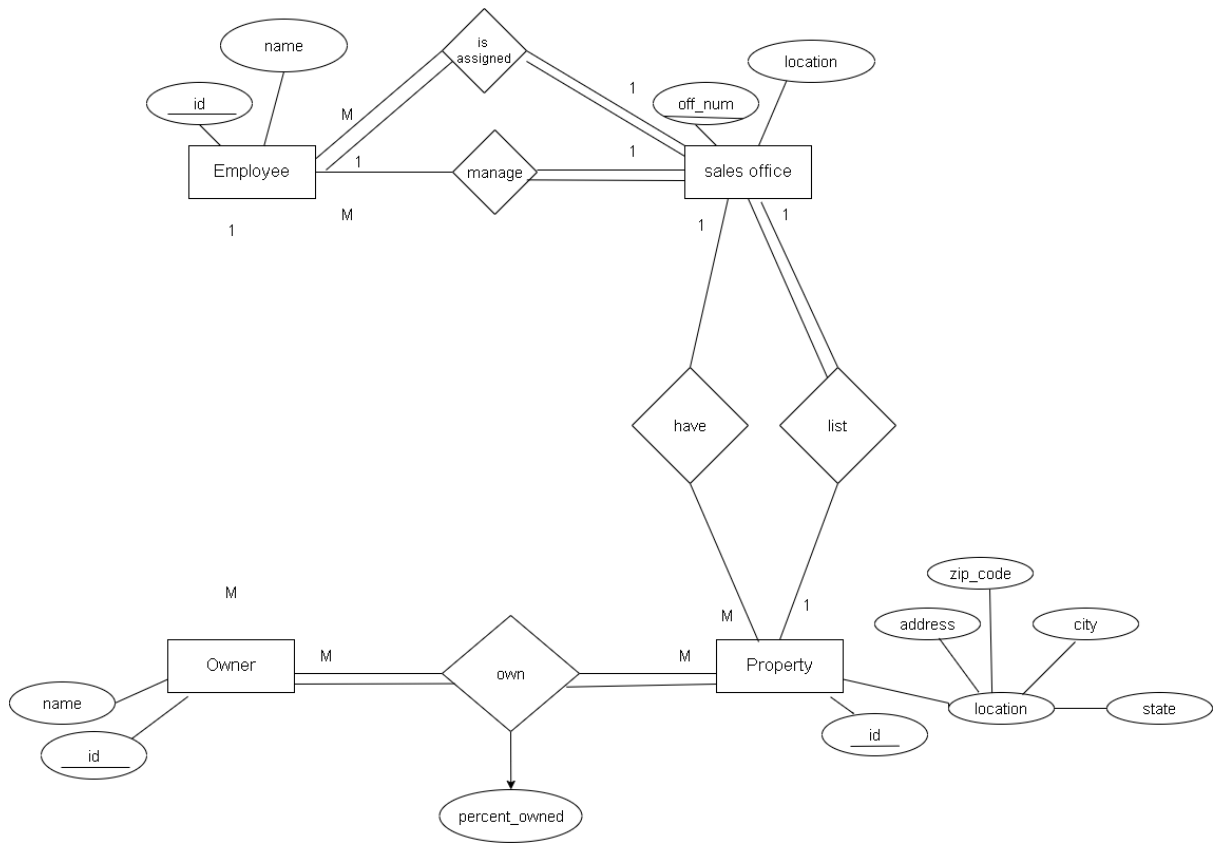 is
assigned
name
location
id
off_num
M
1
Employee
1
1
manage
sales office
M
1
1
1
have
list
zip_code
M
1
M
address
city
Owner
M
own
M
Property
name
location
state
id
id
percent_owned